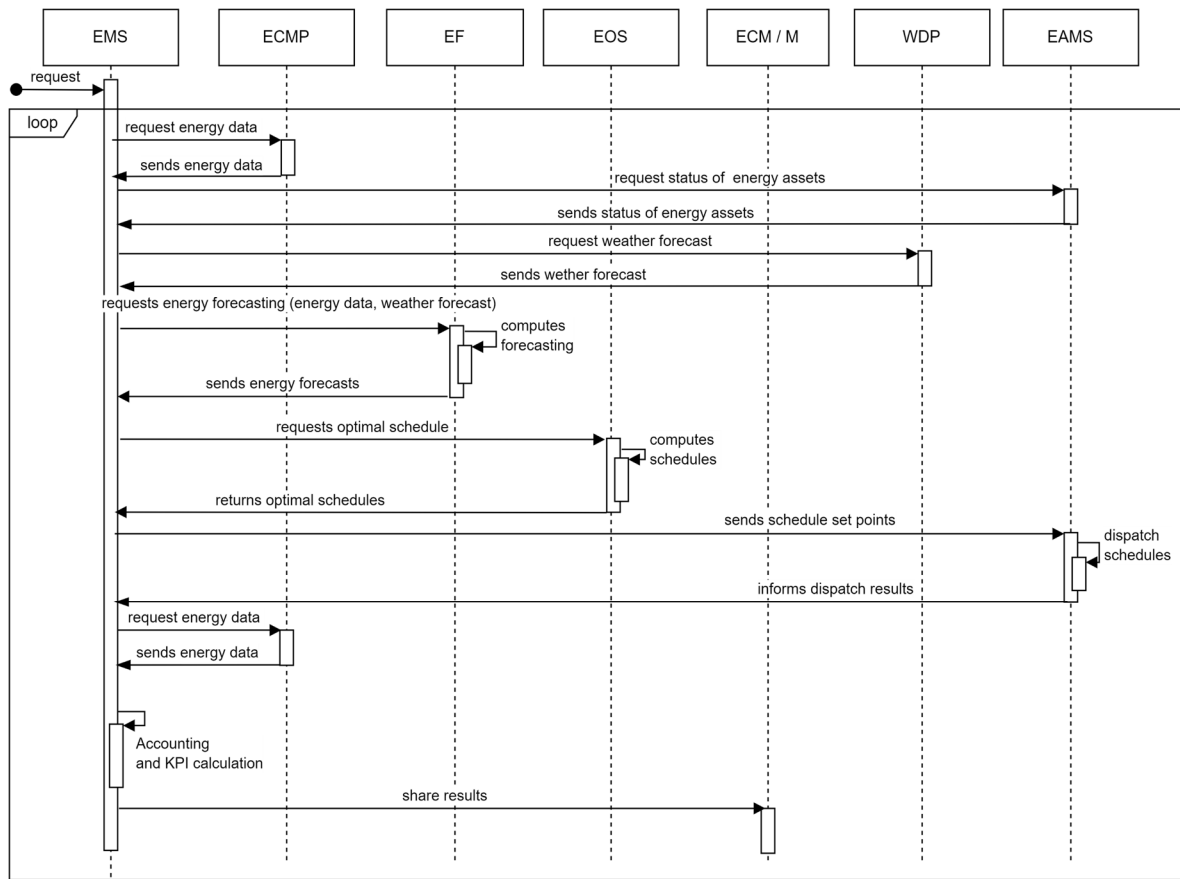 EMS
ECMP
EF
EOS
ECM / M
WDP
EAMS
request
loop
request energy data
sends energy data
request status of  energy assets
sends status of energy assets
request weather forecast
sends wether forecast
requests energy forecasting (energy data, weather forecast)
computes
forecasting
sends energy forecasts
requests optimal schedule
computes
schedules
returns optimal schedules
sends schedule set points
dispatch
schedules
informs dispatch results
request energy data
sends energy data
Accounting
and KPI calculation
share results